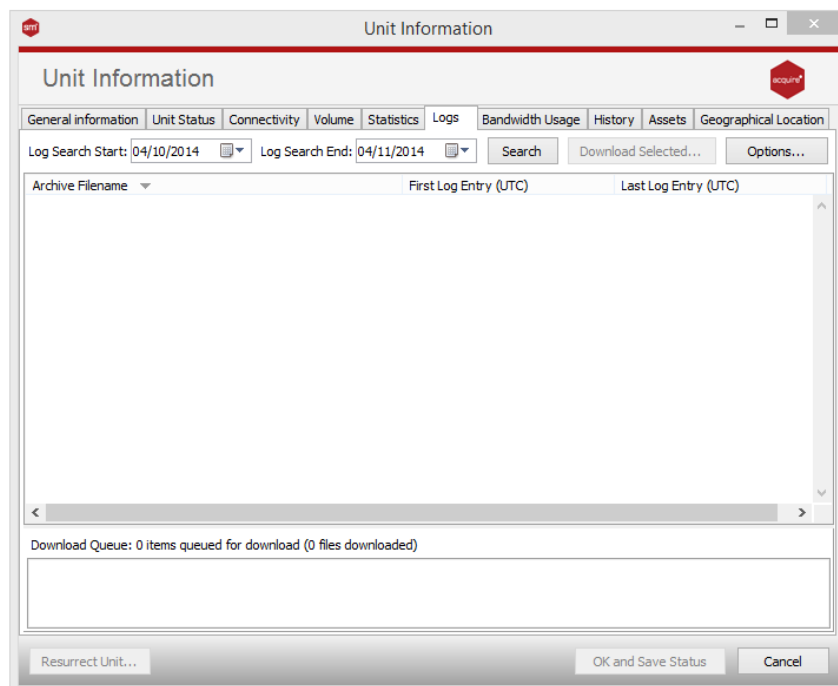 sm
Unit Information
Unit Information
acquire
General information Unit Status Connectivity Volume Statistics Logs Bandwidth Usage History Assets Geographical Location
Log Search Start: 04/10/2014 Log Search End: 04/11/2014 Search Download Selected... Options...
Archive Filename First Log Entry (UTC) Last Log Entry (UTC)
Download Queue: 0 items queued for download (0 files downloaded)
Resurrect Unit... OK and Save Status Cancel